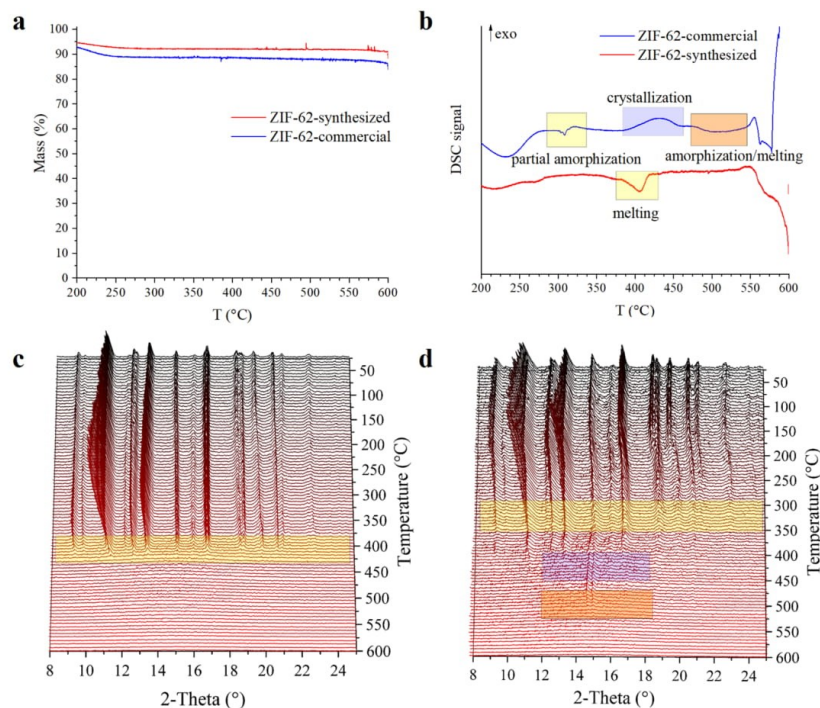 a
100
90
80
70
60
50
40
30
20
10
0
Mass (%)
ZIF-62-synthesized
ZIF-62-commercial
200 250 300 350 400 450 500 550 600
T (°C)
b
exo
ZIF-62-commercial
ZIF-62-synthesized
DSC signal
crystallization
partial amorphization
amorphization/melting
melting
200 250 300 350 400 450 500 550 600
T (°C)
c
50
100
150
200
250
300
350
400
450
500
600
Temperature (°C)
8 10 12 14 16 18 20 22 24
2-Theta (°)
d
50
100
150
200
250
300
350
400
450
500
600
Temperature (°C)
8 10 12 14 16 18 20 22 24
2-Theta (°)